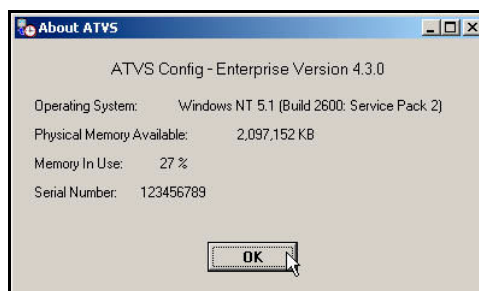 About ATVS
ATVS Config - Enterprise Version 4.3.0
Operating System: Windows NT 5.1 (Build 2600: Service Pack 2)
Physical Memory Available: 2,097,152 KB
Memory In Use: 27 %
Serial Number: 123456789
OK